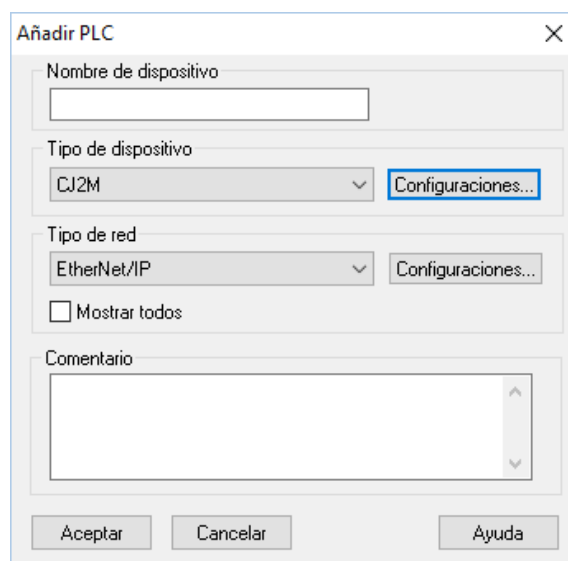 Añadir PLC
Nombre de dispositivo
Tipo de dispositivo
CJ2M
Configuraciones...
Tipo de red
EtherNet/IP
Configuraciones...
Mostrar todos
Comentario
Aceptar
Cancelar
Ayuda